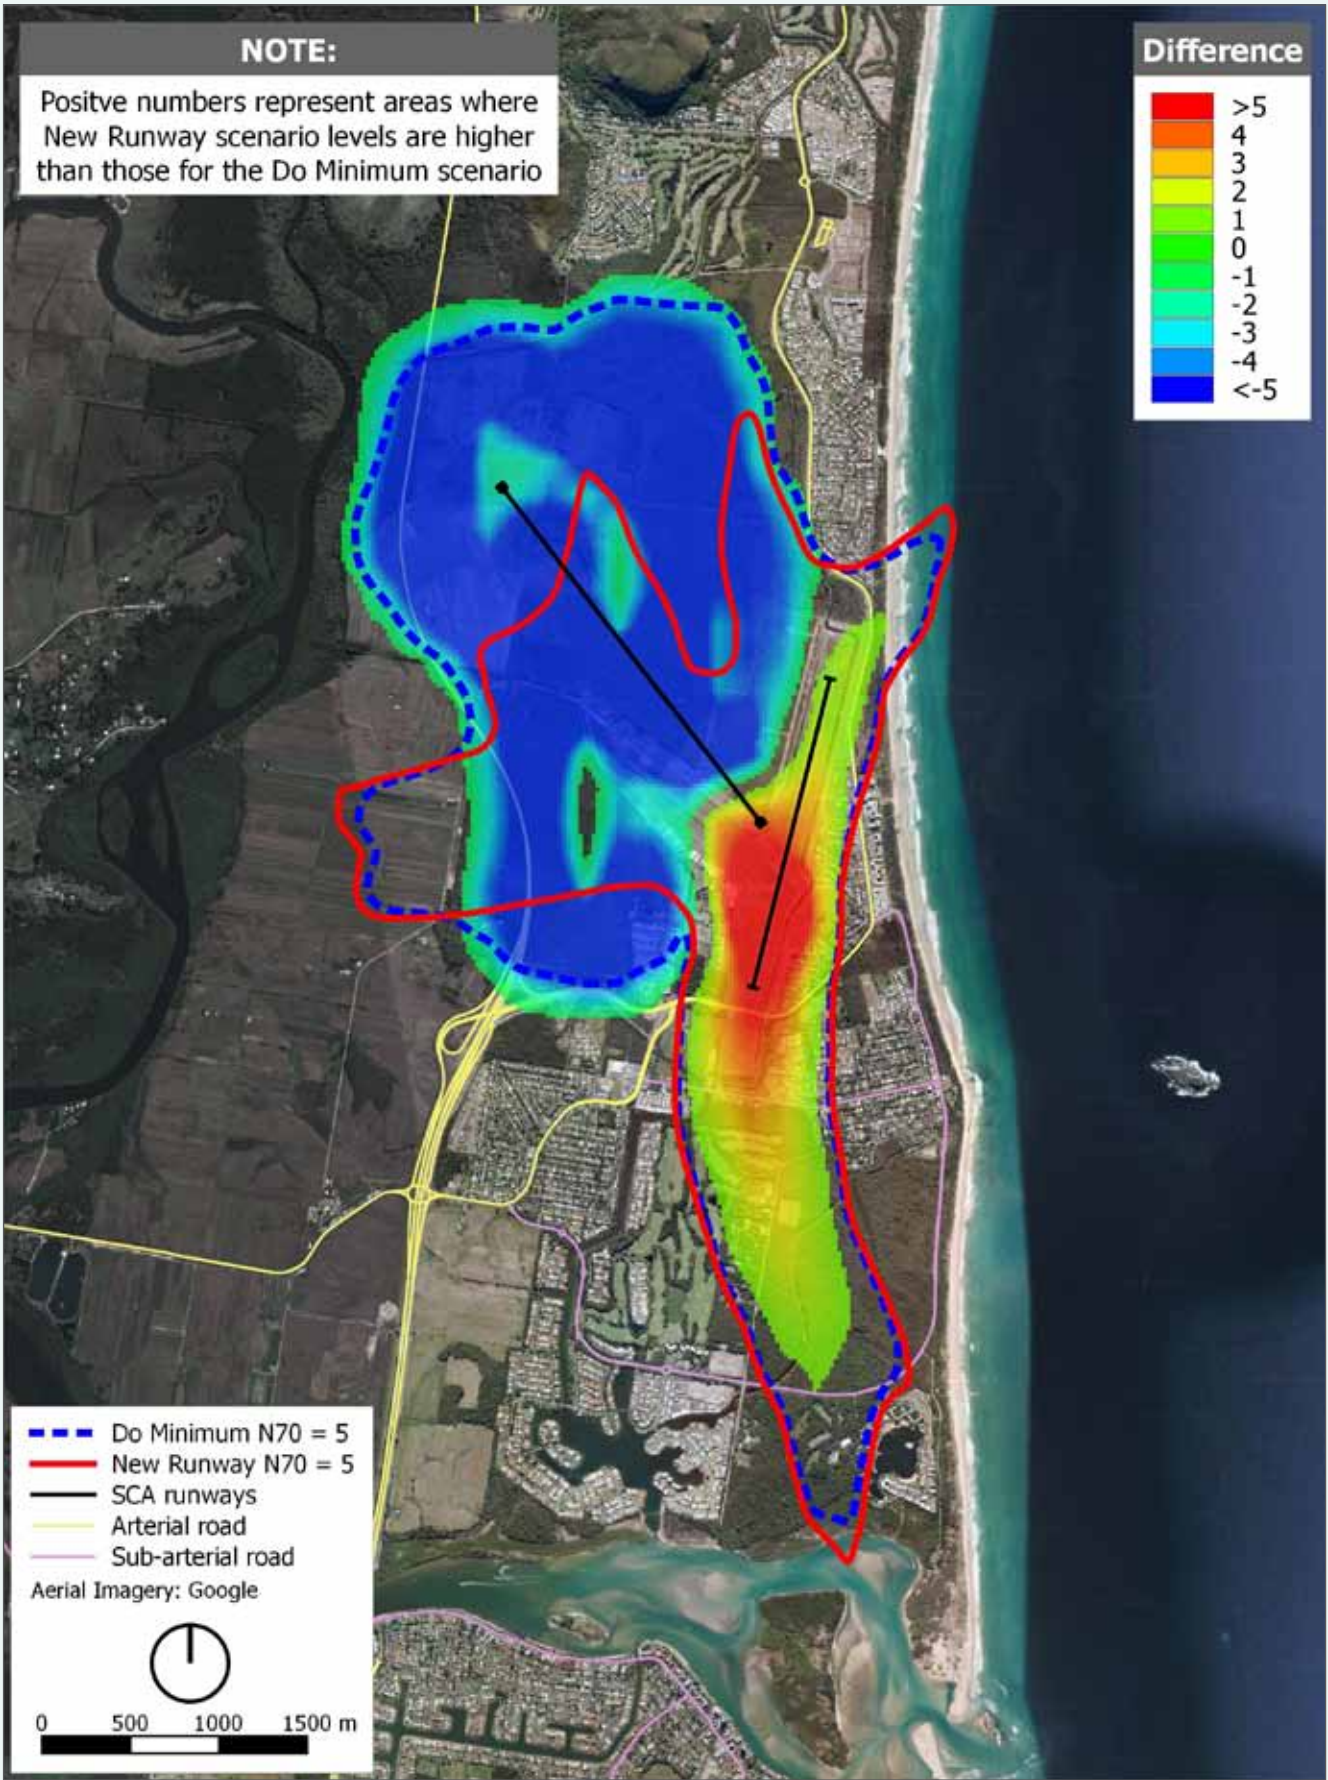 NOTE:
Positve numbers represent areas where
New Runway scenario levels are higher
than those for the Do Minimum scenario
Difference
>5
4
3
2
1
0
-1
-2
-3
-4
<-5
Do Minimum N70 = 5
New Runway N70 = 5
SCA runways
Arterial road
Sub-arterial road
Aerial Imagery: Google
0 500 1000 1500 m